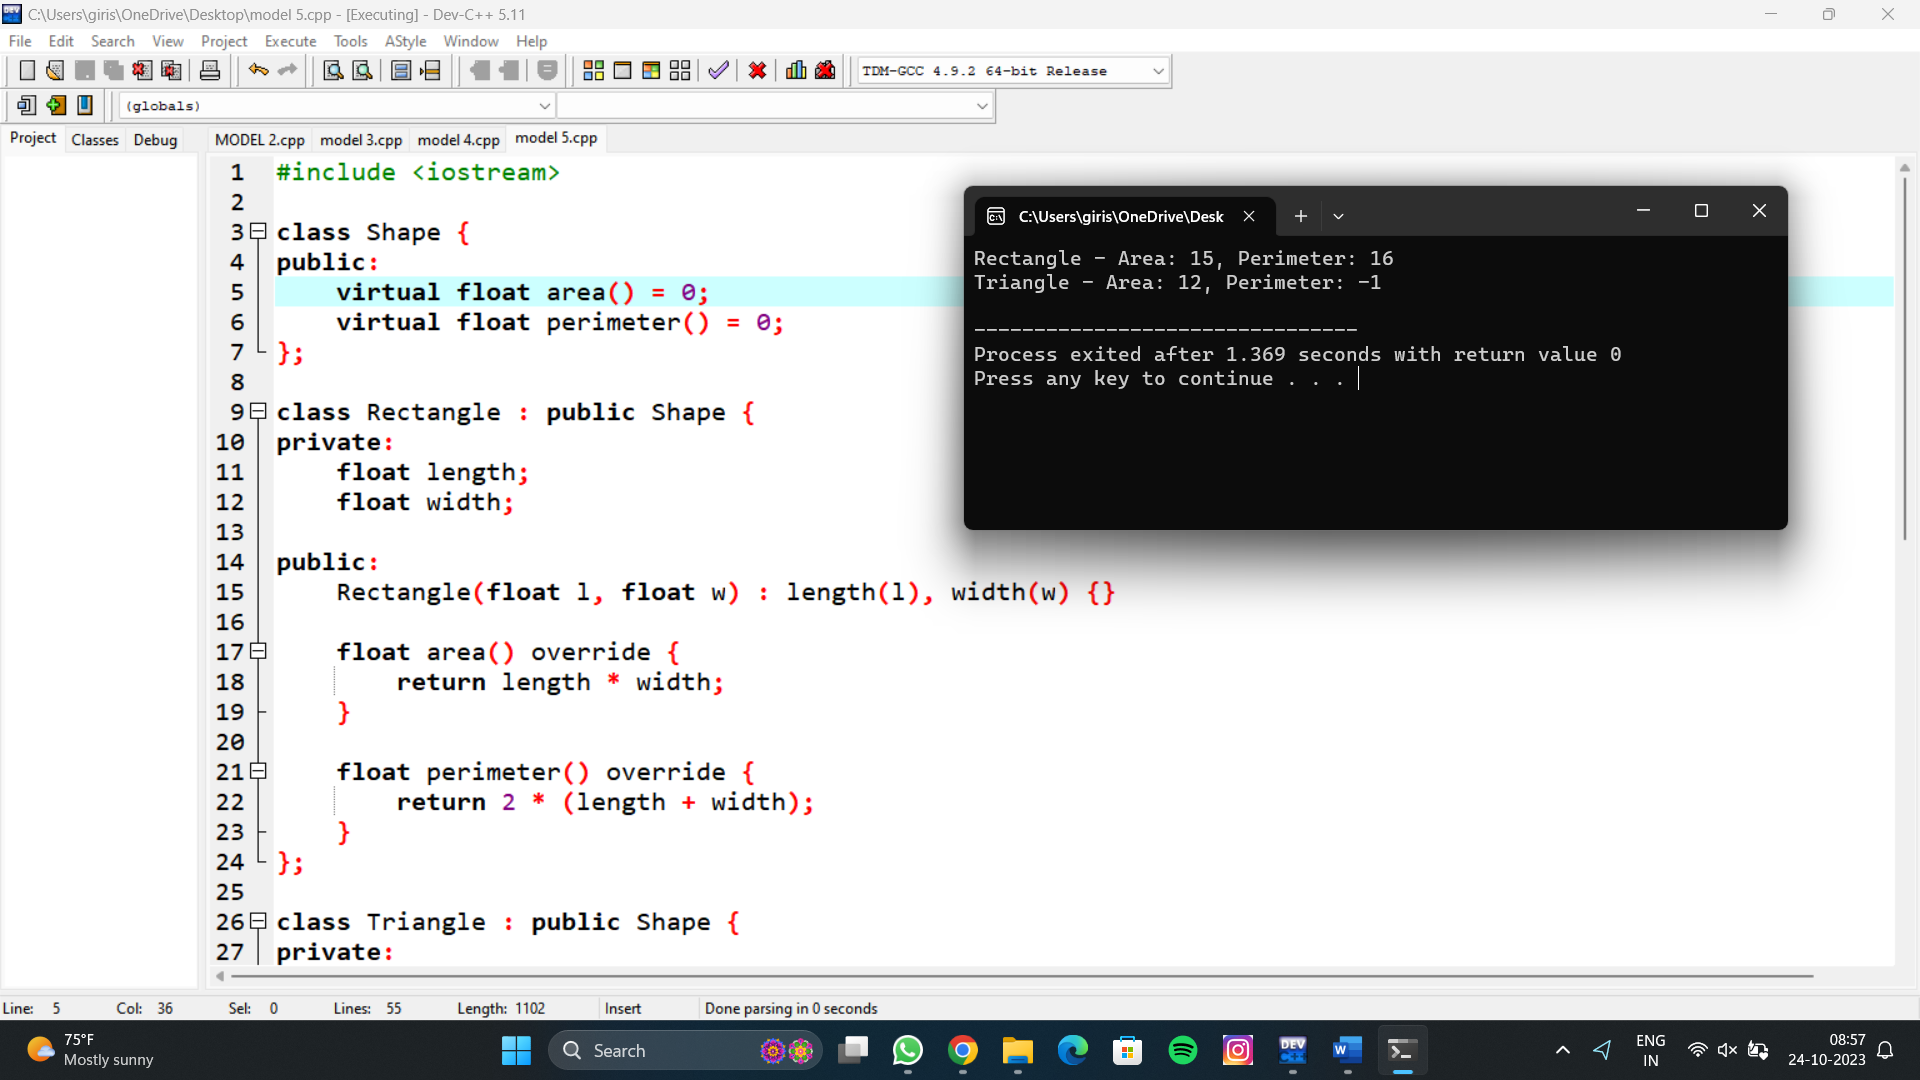 C:\Users\giris\OneDrive\Desktop\model 5.cpp - [Executing] - Dev-C++ 5.11
File Edit Search View Project Execute Tools AStyle Window Help
TDM-GCC 4.9.2 64-bit Release
(globals)
Project Classes Debug
MODEL 2.cpp model 3.cpp model 4.cpp model 5.cpp
1 #include <iostream>
2
3 class Shape {
4 public:
5     virtual float area() = 0;
6     virtual float perimeter() = 0;
7 };
8
9 class Rectangle : public Shape {
10 private:
11     float length;
12     float width;
13
14 public:
15     Rectangle(float l, float w) : length(l), width(w) {}
16
17     float area() override {
18         return length * width;
19     }
20
21     float perimeter() override {
22         return 2 * (length + width);
23     }
24 };
25
26 class Triangle : public Shape {
27 private:
C:\Users\giris\OneDrive\Desk
Rectangle - Area: 15, Perimeter: 16
Triangle - Area: 12, Perimeter: -1
--------------------------------
Process exited after 1.369 seconds with return value 0
Press any key to continue . . .
Line: 5 Col: 36 Sel: 0 Lines: 55 Length: 1102 Insert Done parsing in 0 seconds
75°F
Mostly sunny
Search
DEV
C++
W
ENG
IN
08:57
24-10-2023